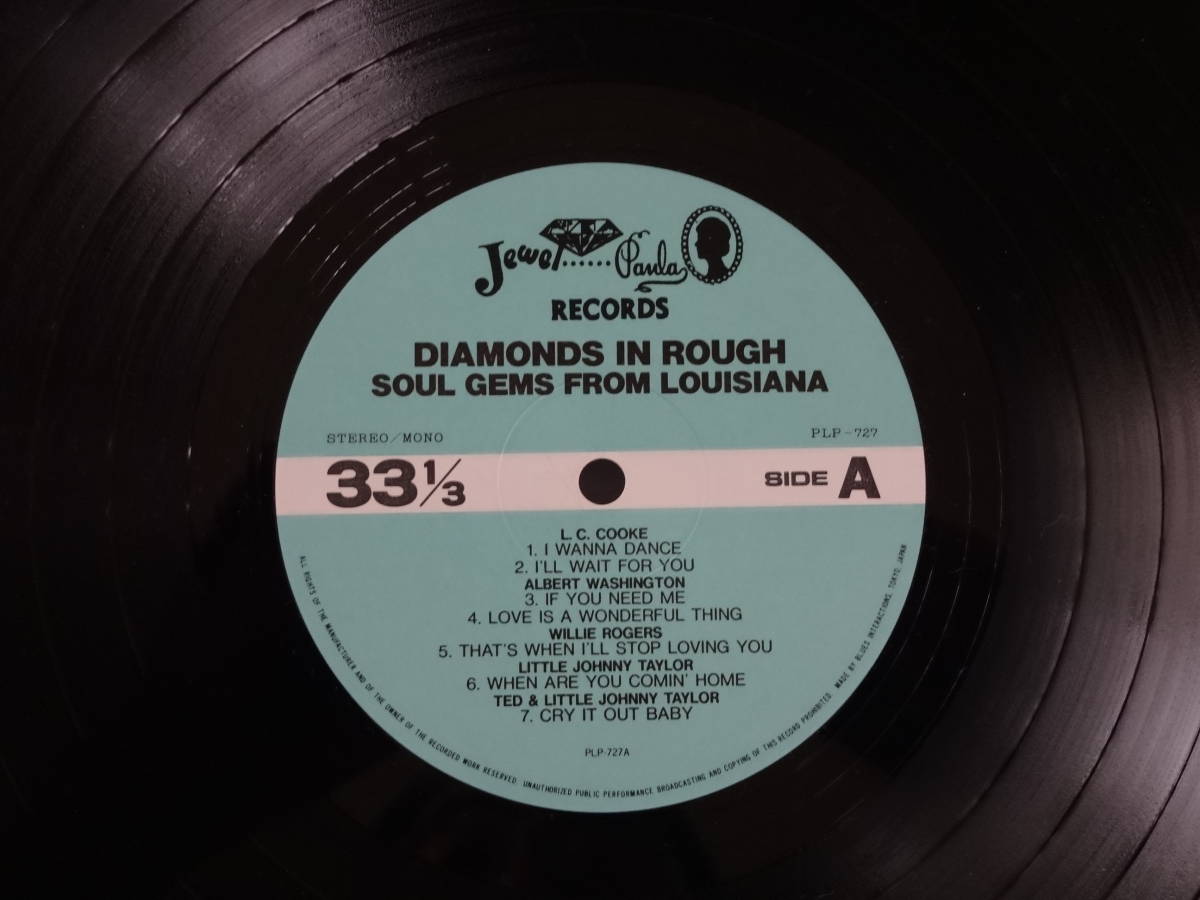 Jewel...... Paula
RECORDS
DIAMONDS IN ROUGH
SOUL GEMS FROM LOUISIANA
STEREO/MONO
PLP-727
33 1/3
SIDE A
L. C. COOKE
1. I WANNA DANCE
2. I'LL WAIT FOR YOU
ALBERT WASHINGTON
3. IF YOU NEED ME
4. LOVE IS A WONDERFUL THING
WILLIE ROGERS
5. THAT'S WHEN I'LL STOP LOVING YOU
LITTLE JOHNNY TAYLOR
6. WHEN ARE YOU COMIN' HOME
TED & LITTLE JOHNNY TAYLOR
7. CRY IT OUT BABY
PLP-727A
ALL RIGHTS OF THE MANUFACTURER AND OF THE OWNER OF THE RECORDED WORK RESERVED. UNAUTHORIZED PUBLIC PERFORMANCE BROADCASTING AND COPYING OF THIS RECORD PROHIBITED. MADE BY BLUES INTERACTIONS, TOKYO, JAPAN